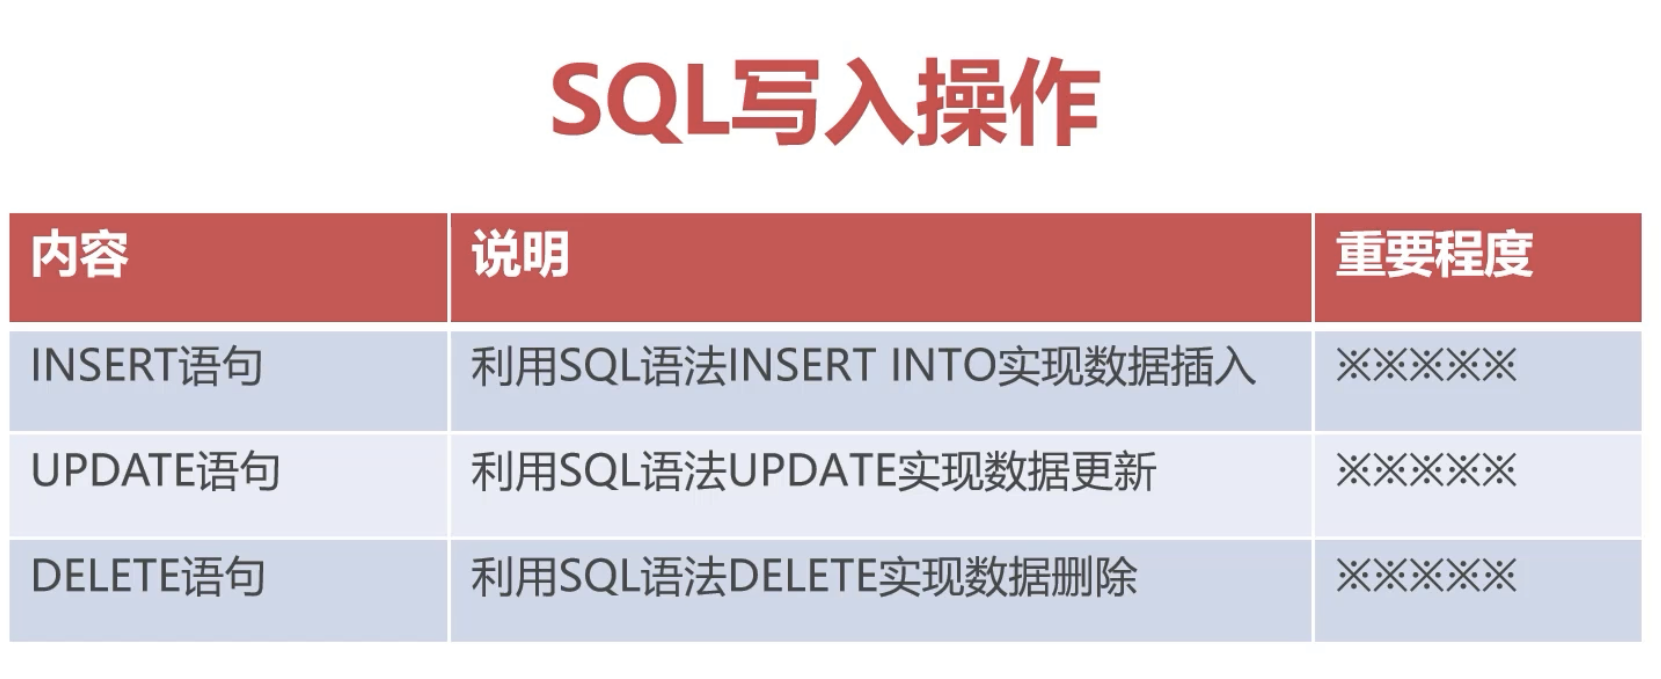 SQL写入操作
内容 说明 重要程度
INSERT语句 利用SQL语法INSERT INTO实现数据插入 ※※※※※
UPDATE语句 利用SQL语法UPDATE实现数据更新 ※※※※※
DELETE语句 利用SQL语法DELETE实现数据删除 ※※※※※